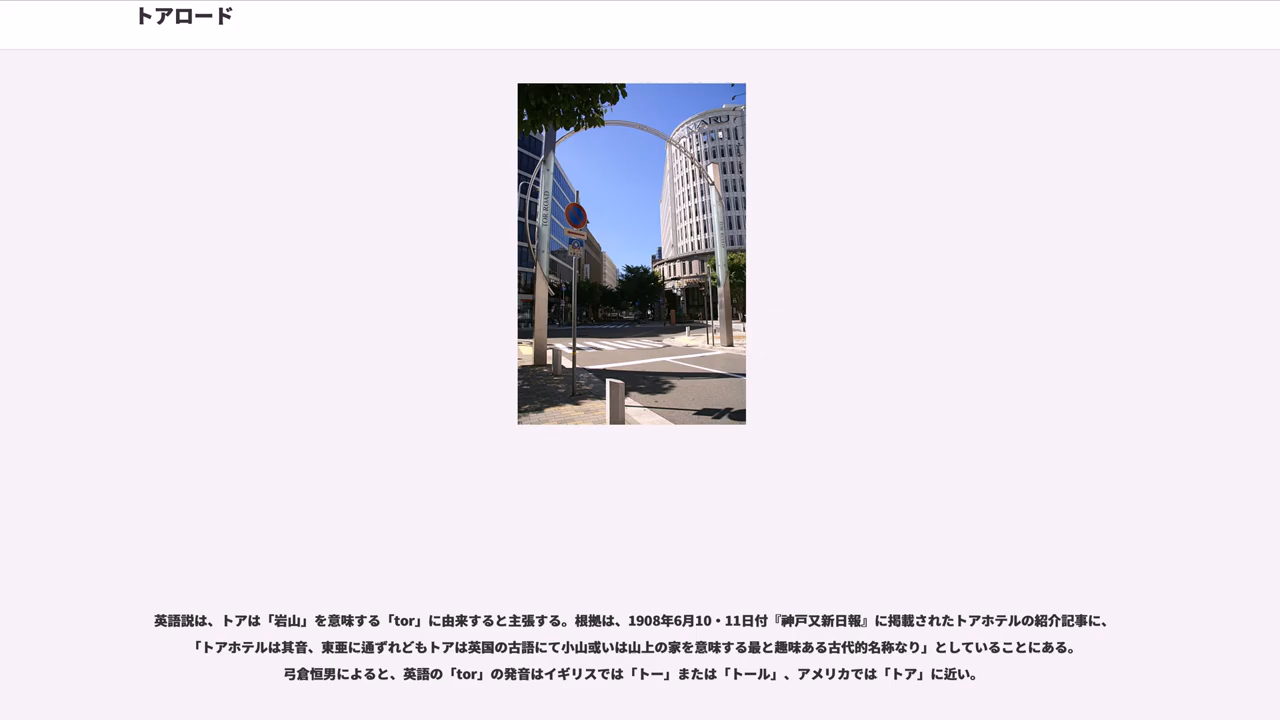 トアロード
MARU
TOR ROAD
英語説は、トアは「岩山」を意味する「tor」に由来すると主張する。根拠は、1908年6月10・11日付『神戸又新日報』に掲載されたトアホテルの紹介記事に、
「トアホテルは其音、東亜に通ずれどもトアは英国の古語にて小山或いは山上の家を意味する最と趣味ある古代的名称なり」としていることにある。
弓倉恒男によると、英語の「tor」の発音はイギリスでは「トー」または「トール」、アメリカでは「トア」に近い。